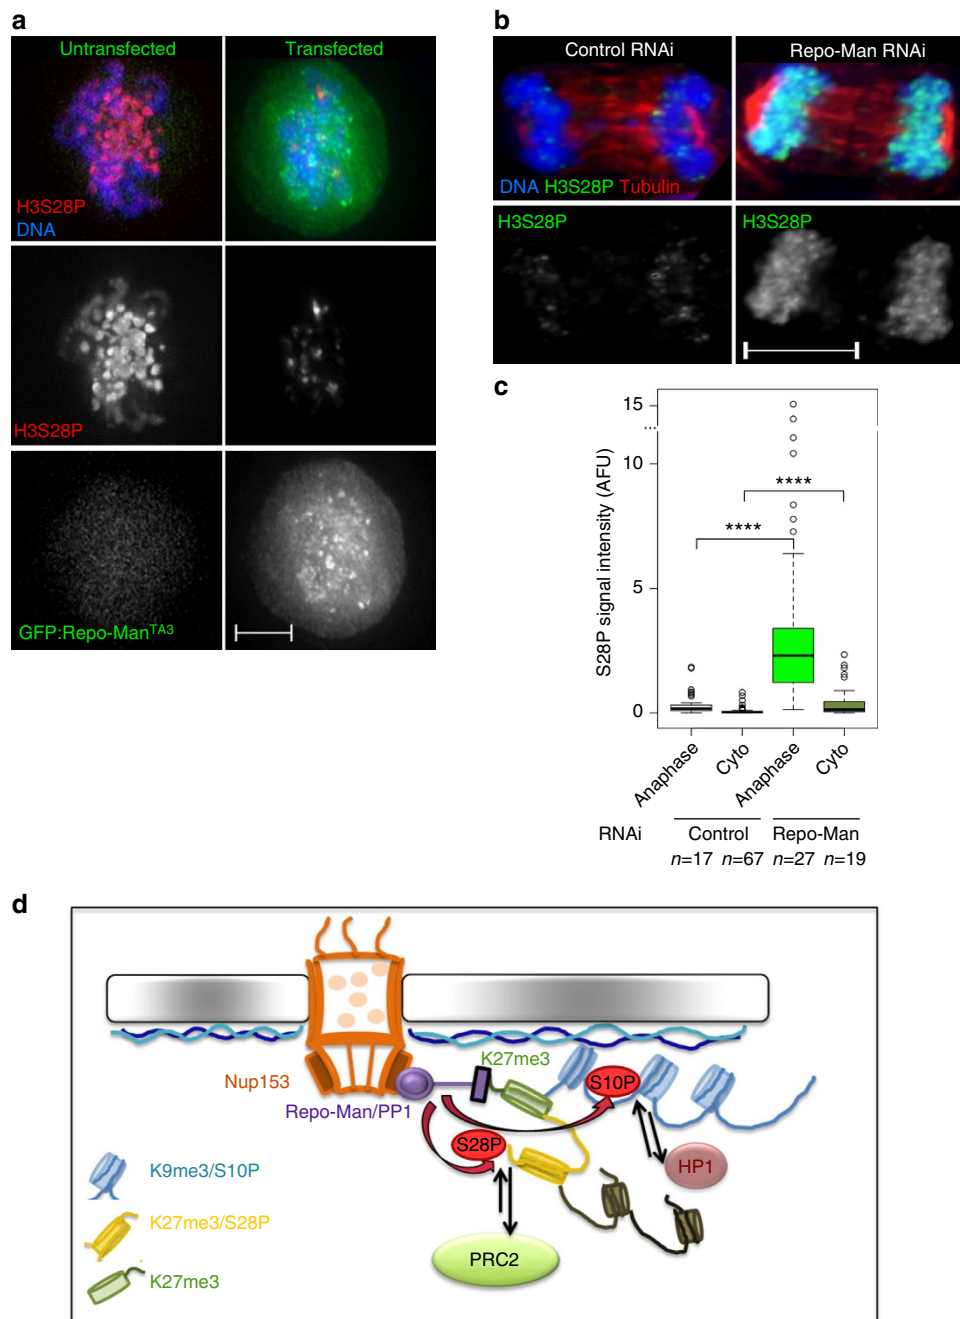 a
Untransfected
Transfected
H3S28P
DNA
H3S28P
GFP:Repo-Manᵀᴬ³
b
Control RNAi
Repo-Man RNAi
DNA H3S28P Tubulin
H3S28P
H3S28P
c
S28P signal intensity (AFU)
15
...
10
5
0
****
****
Anaphase
Cyto
Anaphase
Cyto
RNAi
Control
Repo-Man
n=17 n=67 n=27 n=19
d
K27me3
Nup153
S10P
Repo-Man/PP1
S28P
HP1
K9me3/S10P
K27me3/S28P
PRC2
K27me3